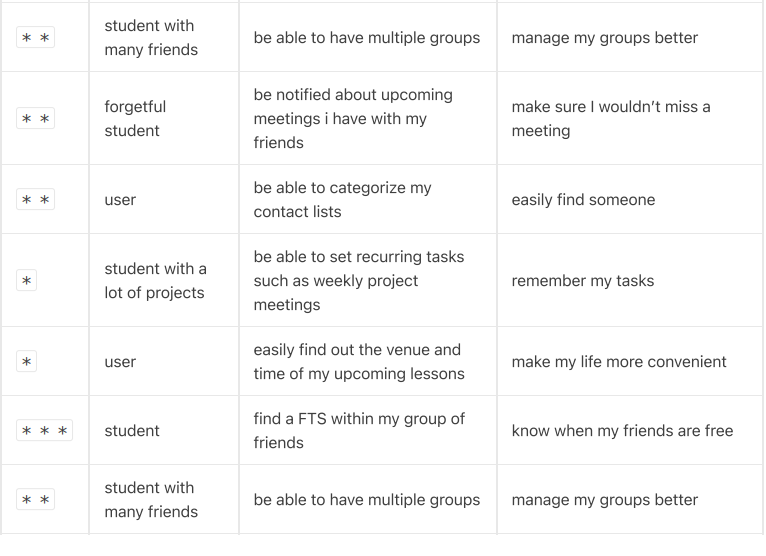 * * student with many friends be able to have multiple groups manage my groups better
* * forgetful student be notified about upcoming meetings i have with my friends make sure I wouldn’t miss a meeting
* * user be able to categorize my contact lists easily find someone
* student with a lot of projects be able to set recurring tasks such as weekly project meetings remember my tasks
* user easily find out the venue and time of my upcoming lessons make my life more convenient
* * * student find a FTS within my group of friends know when my friends are free
* * student with many friends be able to have multiple groups manage my groups better